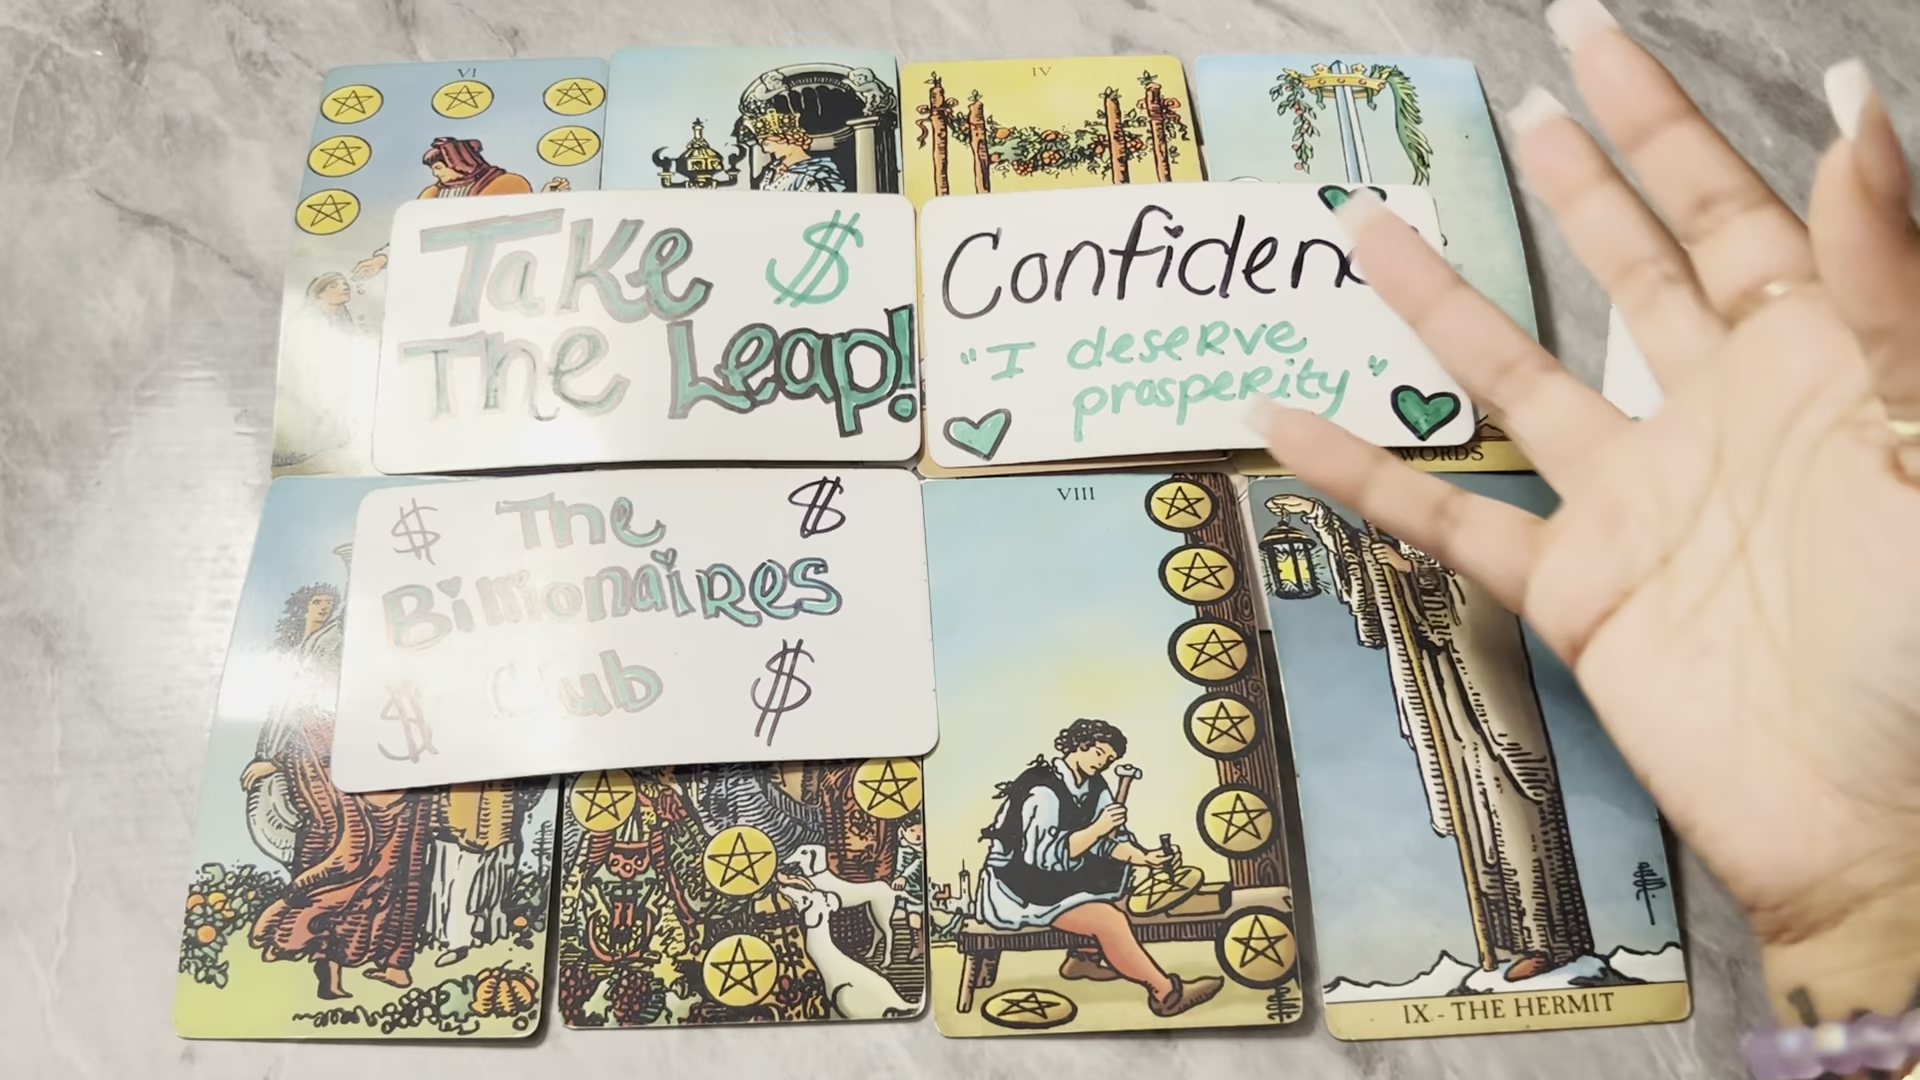 VI
IV
Take $
The Leap!
Confiden
"I deserve
prosperity"
WORDS
$ The $
Billionaires
$ Club $
VIII
IX - THE HERMIT